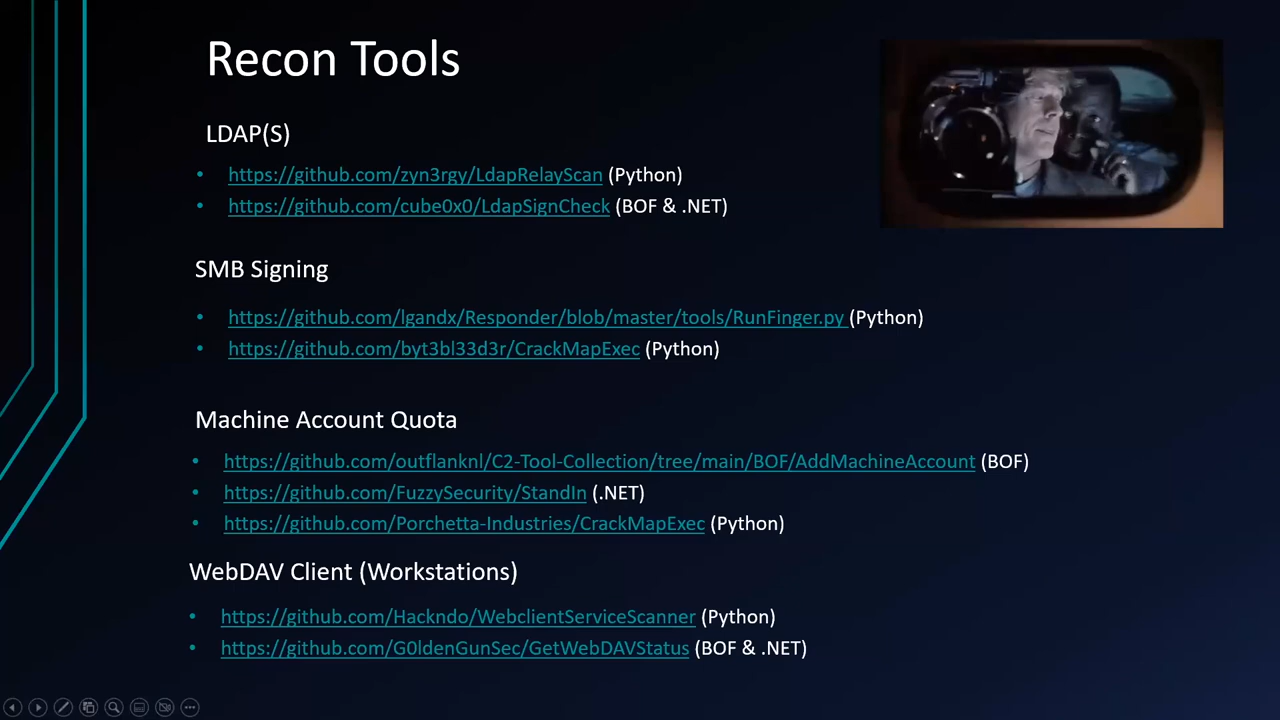 Recon Tools
LDAP(S)
• https://github.com/zyn3rgy/LdapRelayScan (Python)
• https://github.com/cube0x0/LdapSignCheck (BOF & .NET)
SMB Signing
• https://github.com/lgandx/Responder/blob/master/tools/RunFinger.py (Python)
• https://github.com/byt3bl33d3r/CrackMapExec (Python)
Machine Account Quota
• https://github.com/outflanknl/C2-Tool-Collection/tree/main/BOF/AddMachineAccount (BOF)
• https://github.com/FuzzySecurity/StandIn (.NET)
• https://github.com/Porchetta-Industries/CrackMapExec (Python)
WebDAV Client (Workstations)
• https://github.com/Hackndo/WebclientServiceScanner (Python)
• https://github.com/G0ldenGunSec/GetWebDAVStatus (BOF & .NET)